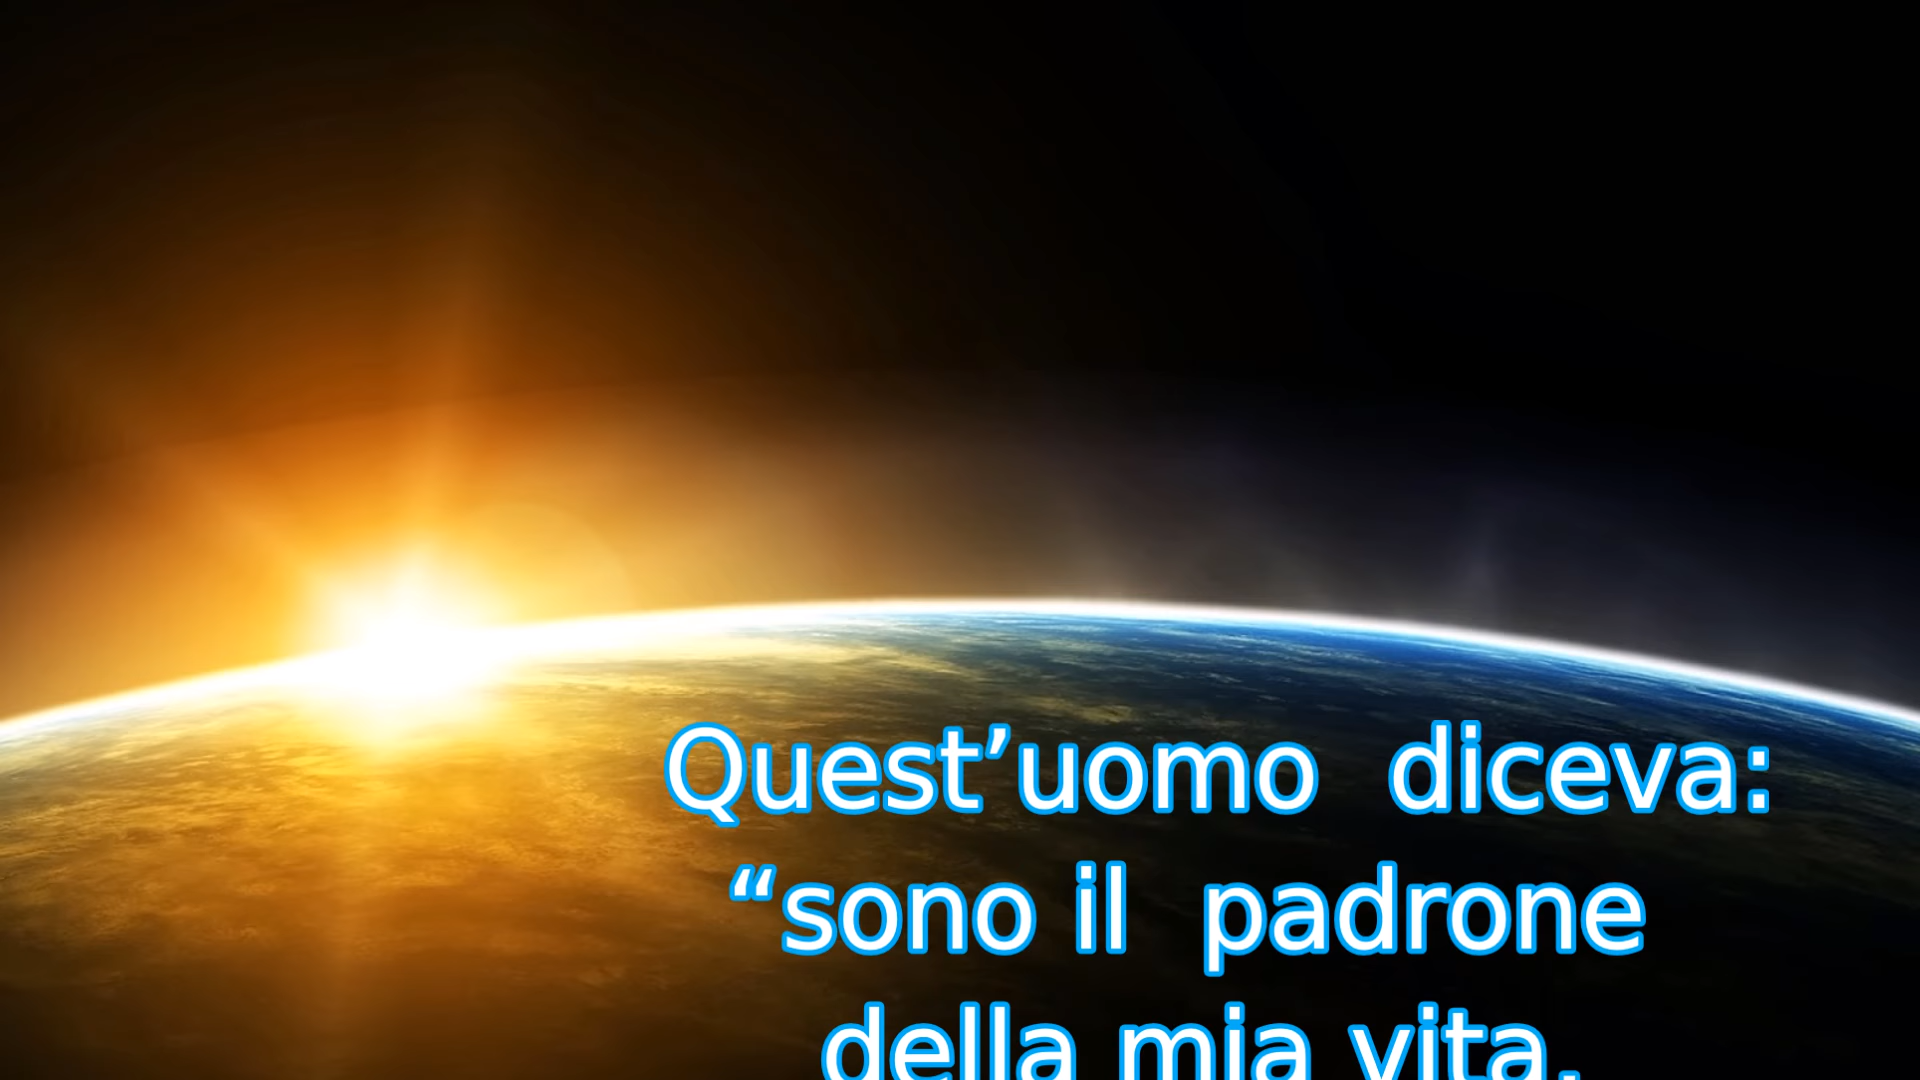 Quest’uomo diceva:
“sono il padrone
della mia vita,